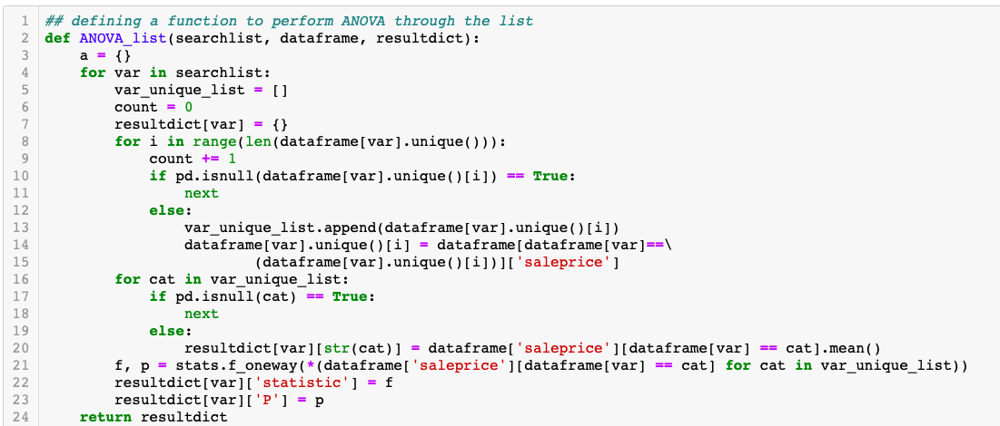 1 ## defining a function to perform ANOVA through the list
2 def ANOVA_list(searchlist, dataframe, resultdict):
3     a = {}
4     for var in searchlist:
5         var_unique_list = []
6         count = 0
7         resultdict[var] = {}
8         for i in range(len(dataframe[var].unique())):
9             count += 1
10             if pd.isnull(dataframe[var].unique()[i]) == True:
11                 next
12             else:
13                 var_unique_list.append(dataframe[var].unique()[i])
14                 dataframe[var].unique()[i] = dataframe[dataframe[var]==\
15                         (dataframe[var].unique()[i])]['saleprice']
16         for cat in var_unique_list:
17             if pd.isnull(cat) == True:
18                 next
19             else:
20                 resultdict[var][str(cat)] = dataframe['saleprice'][dataframe[var] == cat].mean()
21         f, p = stats.f_oneway(*(dataframe['saleprice'][dataframe[var] == cat] for cat in var_unique_list))
22         resultdict[var]['statistic'] = f
23         resultdict[var]['P'] = p
24     return resultdict